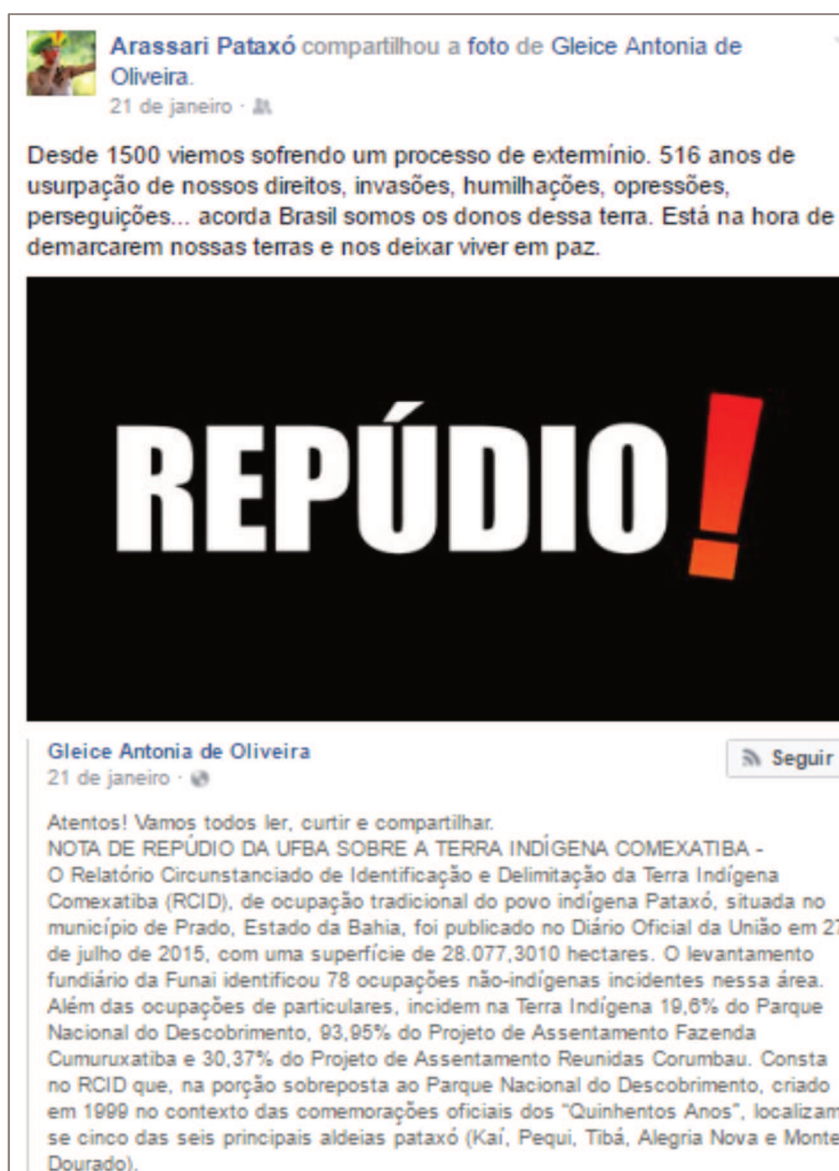 Arassari Pataxó compartilhou a foto de Gleice Antonia de
Oliveira.
21 de janeiro ·
Desde 1500 viemos sofrendo um processo de extermínio. 516 anos de
usurpação de nossos direitos, invasões, humilhações, opressões,
perseguições... acorda Brasil somos os donos dessa terra. Está na hora de
demarcarem nossas terras e nos deixar viver em paz.
REPÚDIO!
Gleice Antonia de Oliveira
Seguir
21 de janeiro ·
Atentos! Vamos todos ler, curtir e compartilhar.
NOTA DE REPÚDIO DA UFBA SOBRE A TERRA INDÍGENA COMEXATIBA -
O Relatório Circunstanciado de Identificação e Delimitação da Terra Indígena
Comexatiba (RCID), de ocupação tradicional do povo indígena Pataxó, situada no
município de Prado, Estado da Bahia, foi publicado no Diário Oficial da União em 27
de julho de 2015, com uma superfície de 28.077,3010 hectares. O levantamento
fundiário da Funai identificou 78 ocupações não-indígenas incidentes nessa área.
Além das ocupações de particulares, incidem na Terra Indígena 19,6% do Parque
Nacional do Descobrimento, 93,95% do Projeto de Assentamento Fazenda
Cumuruxatiba e 30,37% do Projeto de Assentamento Reunidas Corumbau. Consta
no RCID que, na porção sobreposta ao Parque Nacional do Descobrimento, criado
em 1999 no contexto das comemorações oficiais dos "Quinhentos Anos", localizam
se cinco das seis principais aldeias pataxó (Kaí, Pequi, Tibá, Alegria Nova e Monte
Dourado).